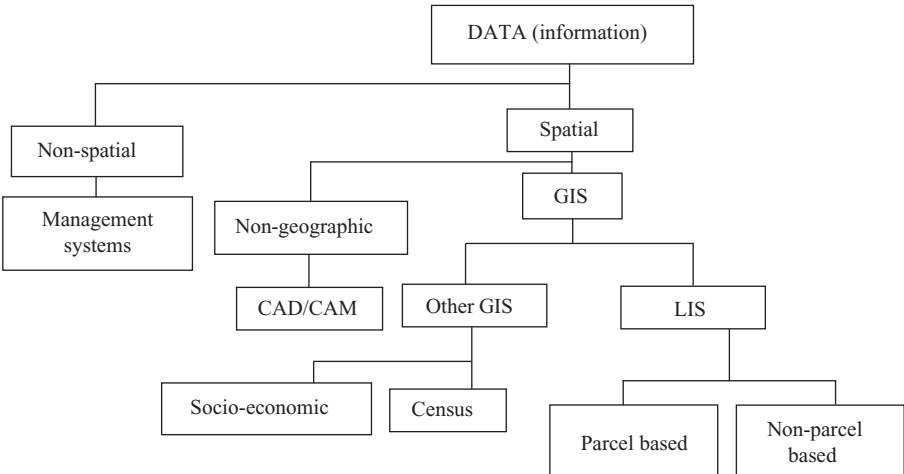 DATA (information)
Spatial
Non-spatial
GIS
Management
systems
Non-geographic
CAD/CAM
Other GIS
LIS
Socio-economic
Census
Parcel based
Non-parcel
based